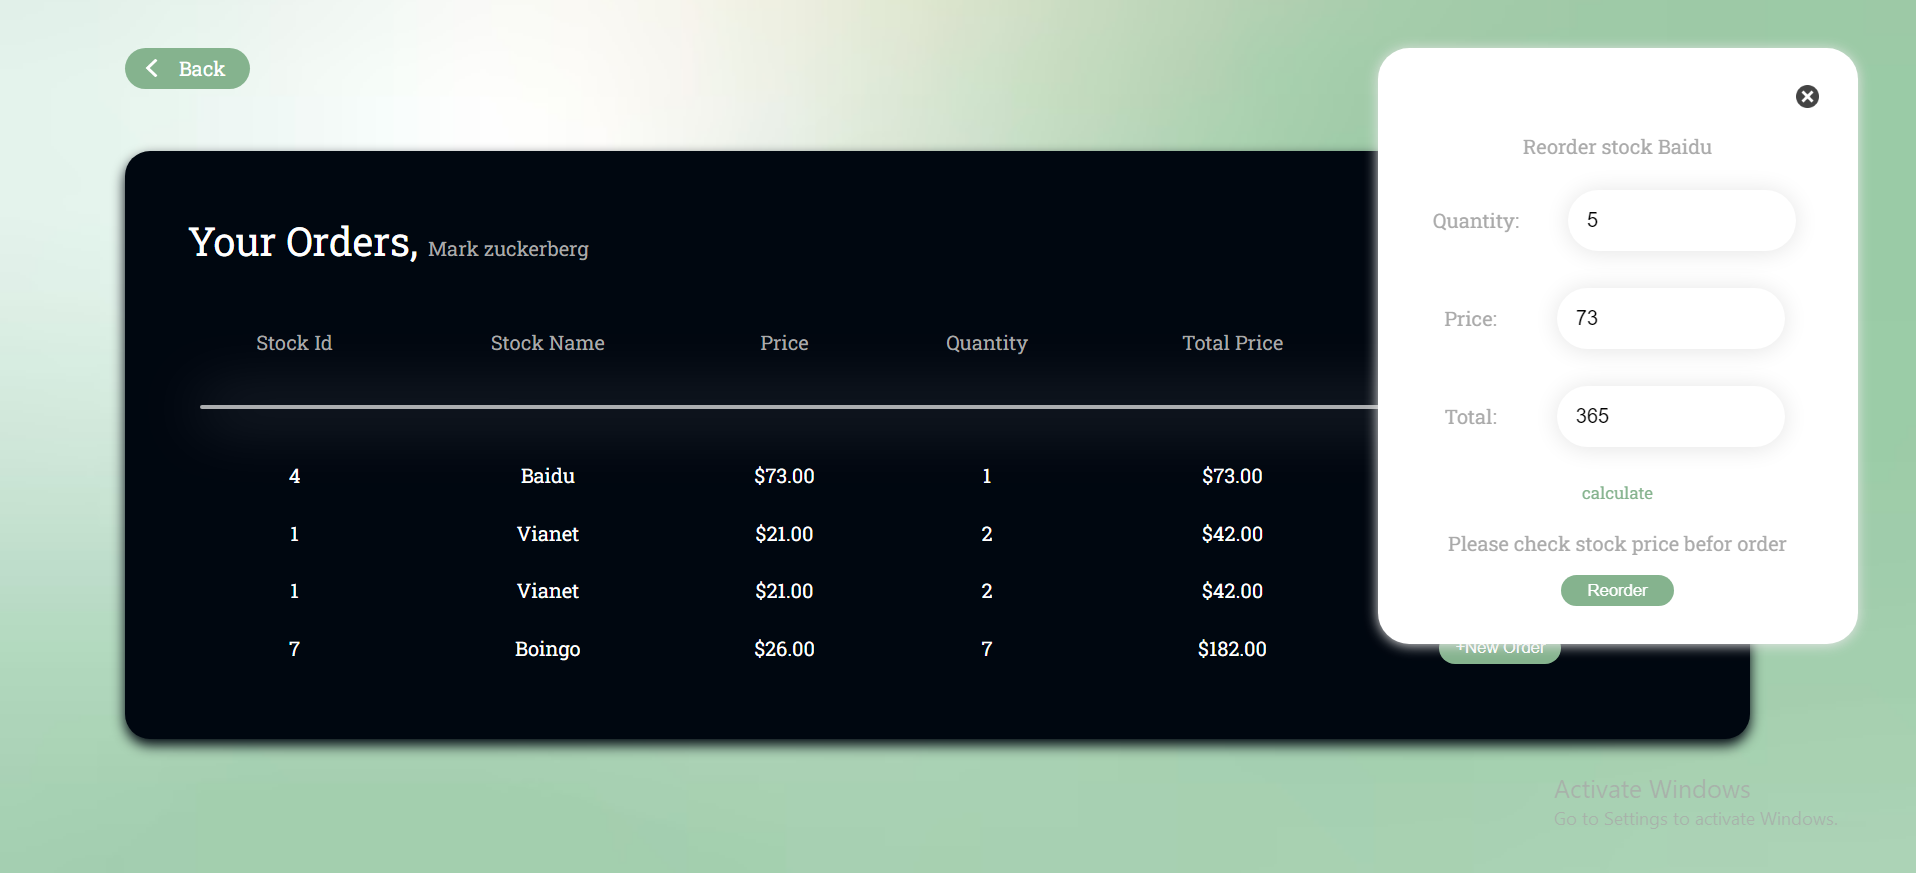 Back
Your Orders, Mark zuckerberg
Stock Id Stock Name Price Quantity Total Price
4 Baidu $73.00 1 $73.00
1 Vianet $21.00 2 $42.00
1 Vianet $21.00 2 $42.00
7 Boingo $26.00 7 $182.00 +New Order
Reorder stock Baidu
Quantity: 5
Price: 73
Total: 365
calculate
Please check stock price befor order
Reorder
Activate Windows
Go to Settings to activate Windows.